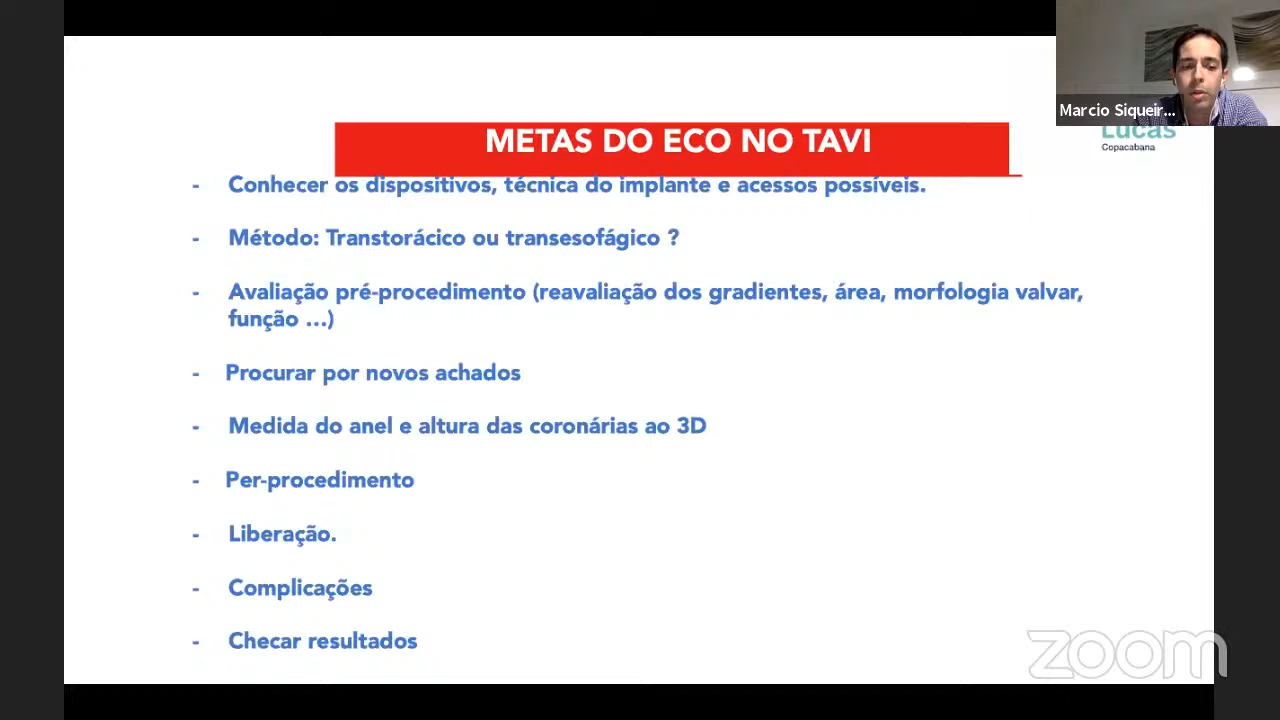 METAS DO ECO NO TAVI
- Conhecer os dispositivos, técnica do implante e acessos possíveis.
- Método: Transtorácico ou transesofágico ?
- Avaliação pré-procedimento (reavaliação dos gradientes, área, morfologia valvar,
função ...)
- Procurar por novos achados
- Medida do anel e altura das coronárias ao 3D
- Per-procedimento
- Liberação.
- Complicações
- Checar resultados
Marcio Siqueir...
Lucas
Copacabana
zoom